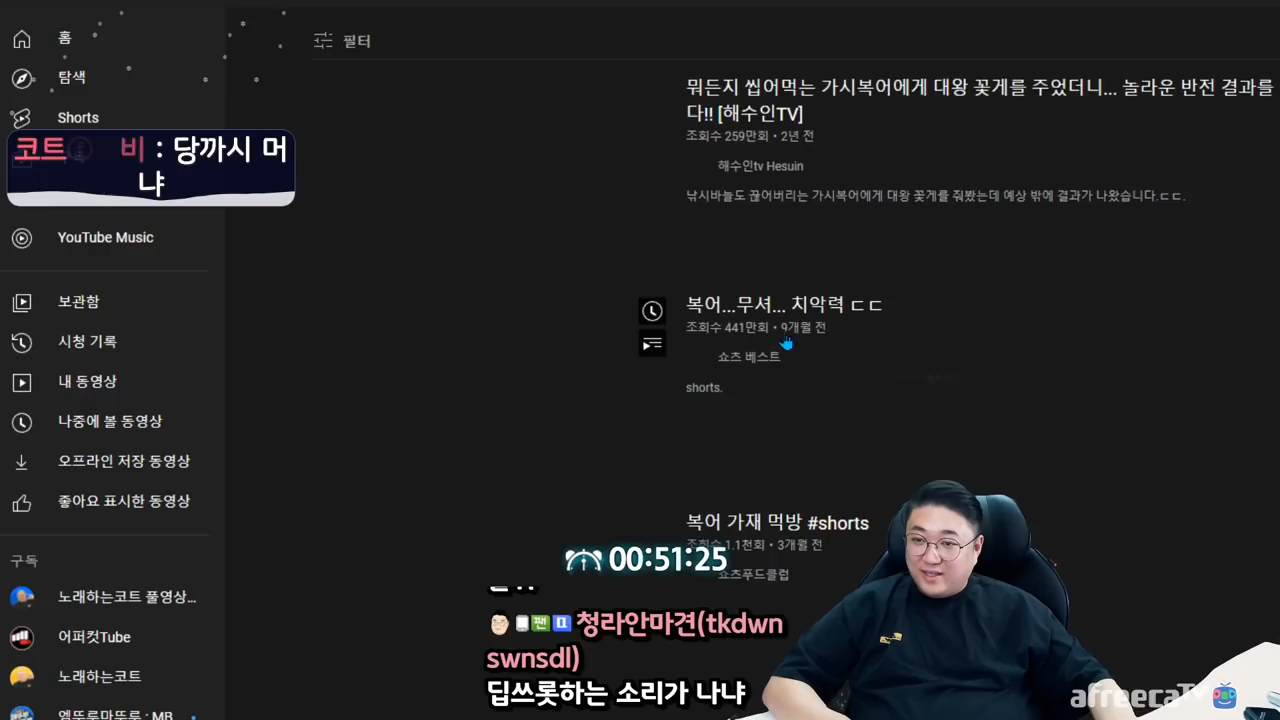 홈
탐색
Shorts
코트 비 : 당까시 머
냐
YouTube Music
보관함
시청 기록
내 동영상
나중에 볼 동영상
오프라인 저장 동영상
좋아요 표시한 동영상
구독
노래하는코트 풀영상...
어퍼컷Tube
노래하는코트
엠뚜루마뚜루 : MB
필터
뭐든지 씹어먹는 가시복어에게 대왕 꽃게를 주었더니... 놀라운 반전 결과를
다!! [해수인TV]
조회수 259만회 • 2년 전
해수인tv Hesuin
낚시바늘도 끊어버리는 가시복어에게 대왕 꽃게를 줘봤는데 예상 밖에 결과가 나왔습니다.ㄷㄷ.
복어...무셔... 치악력 ㄷㄷ
조회수 441만회 • 9개월 전
쇼츠 베스트
shorts.
복어 가재 먹방 #shorts
조회수 1.1천회 • 3개월 전
쇼츠푸드클럽
00:51:25
팬
청라안마견(tkdwn
swnsdl)
딥쓰롯하는 소리가 나냐
afreecaTV